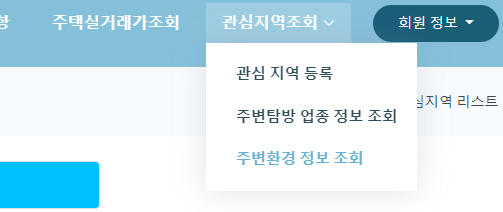 주택실거래가조회 관심지역조회 회원 정보
관심 지역 등록
심지역 리스트
주변탐방 업종 정보 조회
주변환경 정보 조회